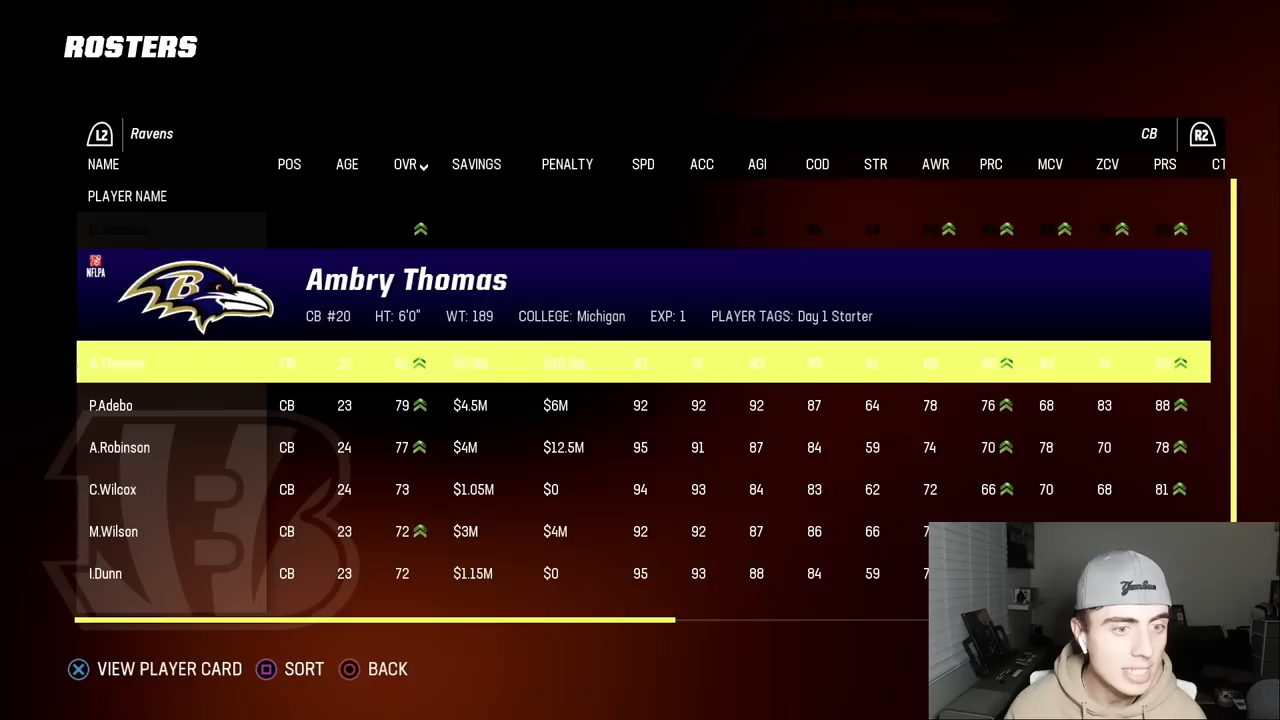 ROSTERS
L2 Ravens CB R2
NAME POS AGE OVR SAVINGS PENALTY SPD ACC AGI COD STR AWR PRC MCV ZCV PRS CT
PLAYER NAME
NFLPA
B
Ambry Thomas
CB #20 HT: 6'0" WT: 189 COLLEGE: Michigan EXP: 1 PLAYER TAGS: Day 1 Starter
P.Adebo CB 23 79 $4.5M $6M 92 92 92 87 64 78 76 68 83 88
A.Robinson CB 24 77 $4M $12.5M 95 91 87 84 59 74 70 78 70 78
C.Wilcox CB 24 73 $1.05M $0 94 93 84 83 62 72 66 70 68 81
M.Wilson CB 23 72 $3M $4M 92 92 87 86 66
I.Dunn CB 23 72 $1.15M $0 95 93 88 84 59
VIEW PLAYER CARD SORT BACK